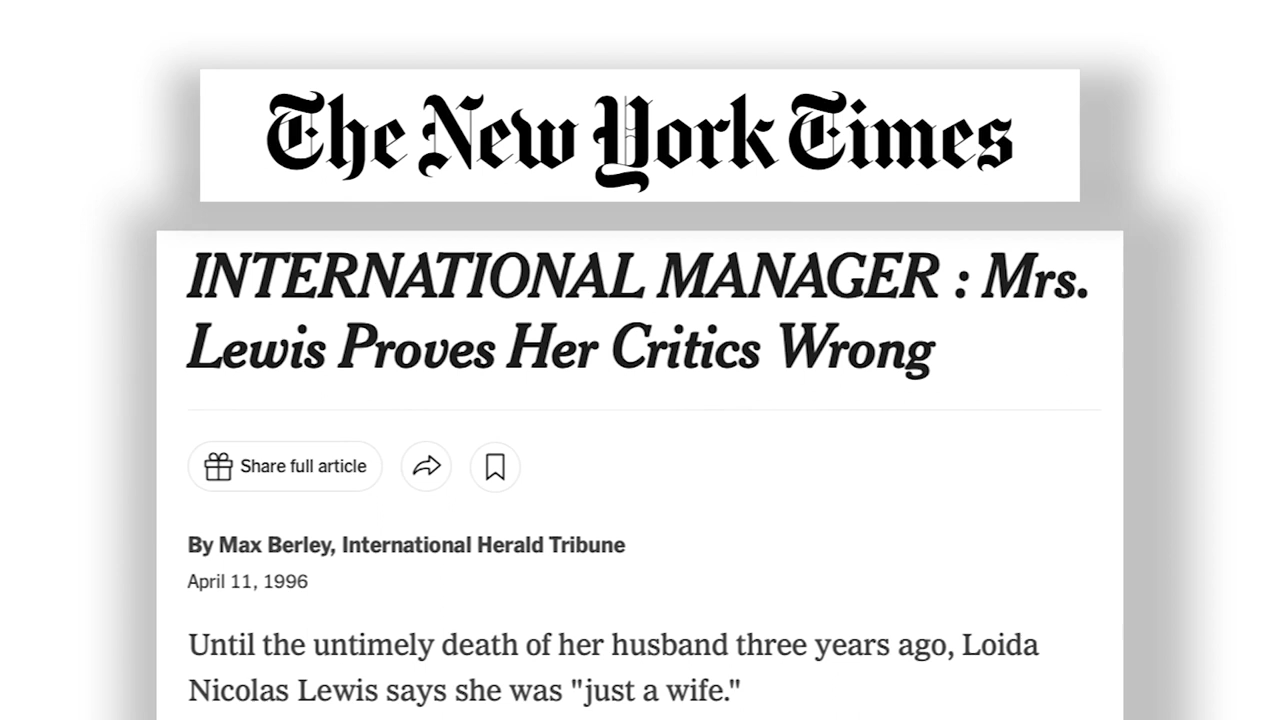 The New York Times
INTERNATIONAL MANAGER : Mrs.
Lewis Proves Her Critics Wrong
Share full article
By Max Berley, International Herald Tribune
April 11, 1996
Until the untimely death of her husband three years ago, Loida
Nicolas Lewis says she was "just a wife."